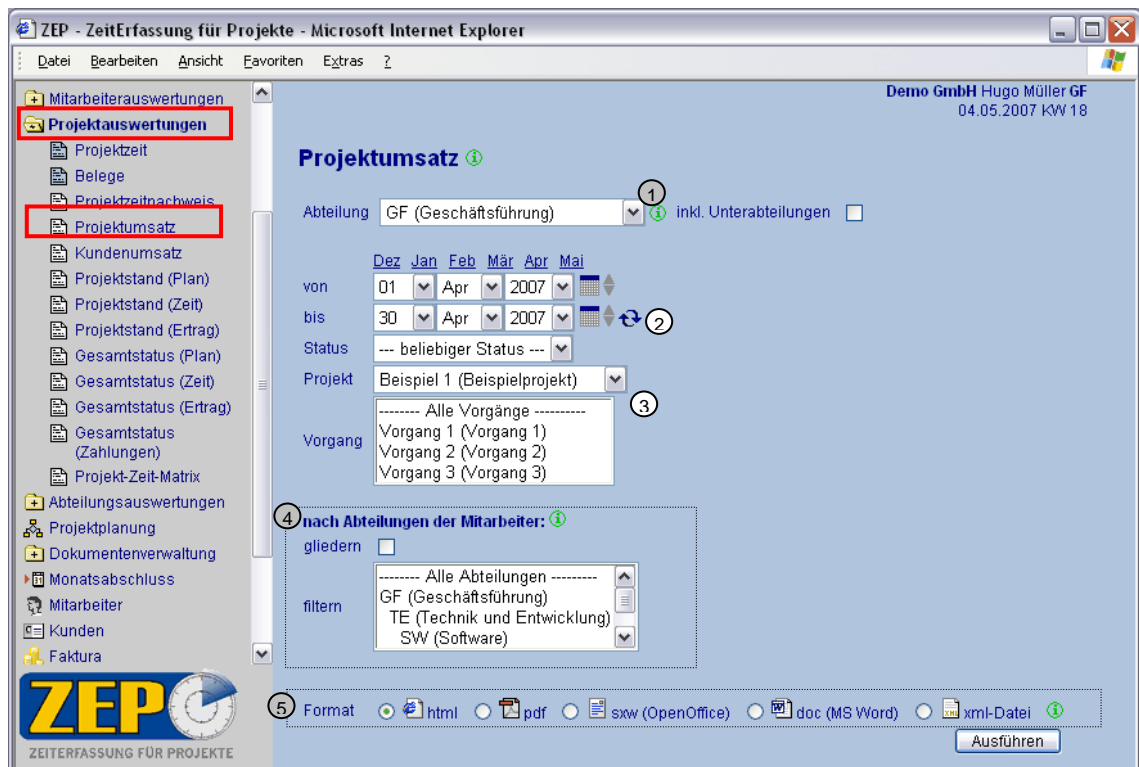 ZEP - ZeitErfassung für Projekte - Microsoft Internet Explorer
Datei Bearbeiten Ansicht Favoriten Extras ?
Mitarbeiterauswertungen
Projektauswertungen
Projektzeit
Belege
Projektzeitnachweis
Projektumsatz
Kundenumsatz
Projektstand (Plan)
Projektstand (Zeit)
Projektstand (Ertrag)
Gesamtstatus (Plan)
Gesamtstatus (Zeit)
Gesamtstatus (Ertrag)
Gesamtstatus
(Zahlungen)
Projekt-Zeit-Matrix
Abteilungsauswertungen
Projektplanung
Dokumentenverwaltung
Monatsabschluss
Mitarbeiter
Kunden
Faktura
ZEP
ZEITERFASSUNG FÜR PROJEKTE
Demo GmbH Hugo Müller GF
04.05.2007 KW 18
Projektumsatz
1
Abteilung GF (Geschäftsführung) inkl. Unterabteilungen
Dez Jan Feb Mär Apr Mai
von 01 Apr 2007
bis 30 Apr 2007 2
Status --- beliebiger Status ---
Projekt Beispiel 1 (Beispielprojekt)
3
Vorgang
-------- Alle Vorgänge ----------
Vorgang 1 (Vorgang 1)
Vorgang 2 (Vorgang 2)
Vorgang 3 (Vorgang 3)
4 nach Abteilungen der Mitarbeiter:
gliedern
filtern
-------- Alle Abteilungen ---------
GF (Geschäftsführung)
TE (Technik und Entwicklung)
SW (Software)
5 Format html pdf sxw (OpenOffice) doc (MS Word) xml-Datei
Ausführen